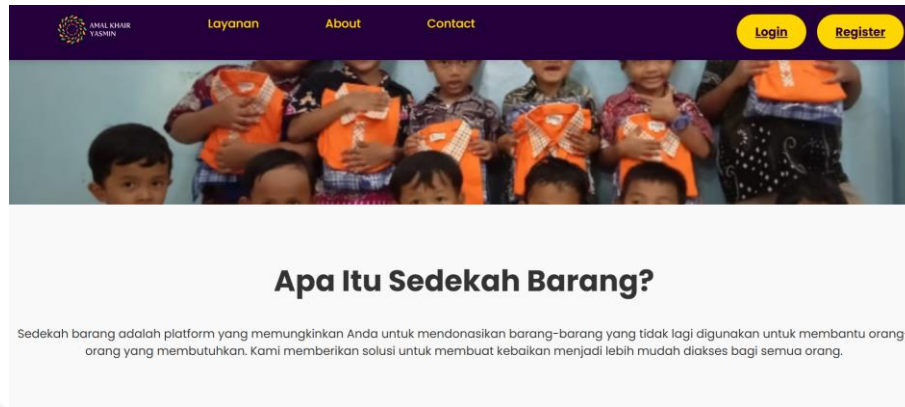 AMAL KHAIR
YASMIN
Layanan
About
Contact
Login
Register
Apa Itu Sedekah Barang?
Sedekah barang adalah platform yang memungkinkan Anda untuk mendonasikan barang-barang yang tidak lagi digunakan untuk membantu orang-
orang yang membutuhkan. Kami memberikan solusi untuk membuat kebaikan menjadi lebih mudah diakses bagi semua orang.